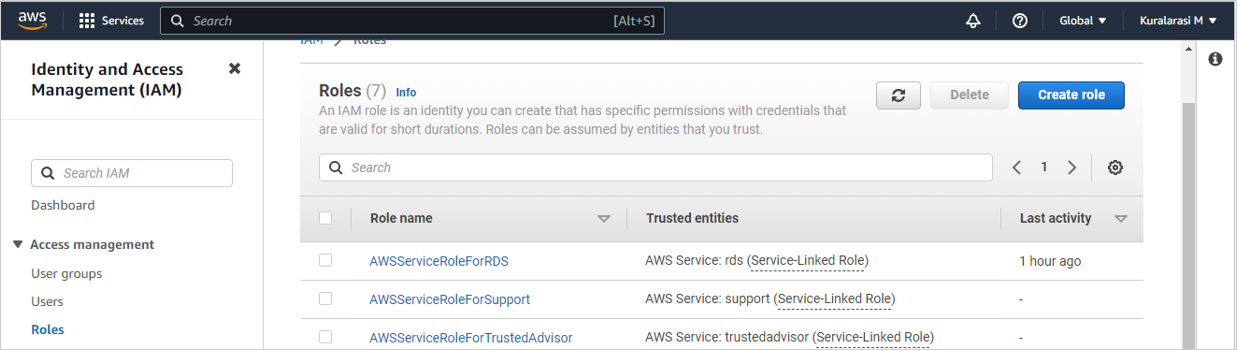 aws
Services
Search
[Alt+S]
Global
Kuralarasi M
Identity and Access
Management (IAM)
Search IAM
Dashboard
Access management
User groups
Users
Roles
IAM > Roles
Roles (7) Info
An IAM role is an identity you can create that has specific permissions with credentials that
are valid for short durations. Roles can be assumed by entities that you trust.
Delete
Create role
Search
1
Role name Trusted entities Last activity
AWSServiceRoleForRDS AWS Service: rds (Service-Linked Role) 1 hour ago
AWSServiceRoleForSupport AWS Service: support (Service-Linked Role) -
AWSServiceRoleForTrustedAdvisor AWS Service: trustedadvisor (Service-Linked Role) -